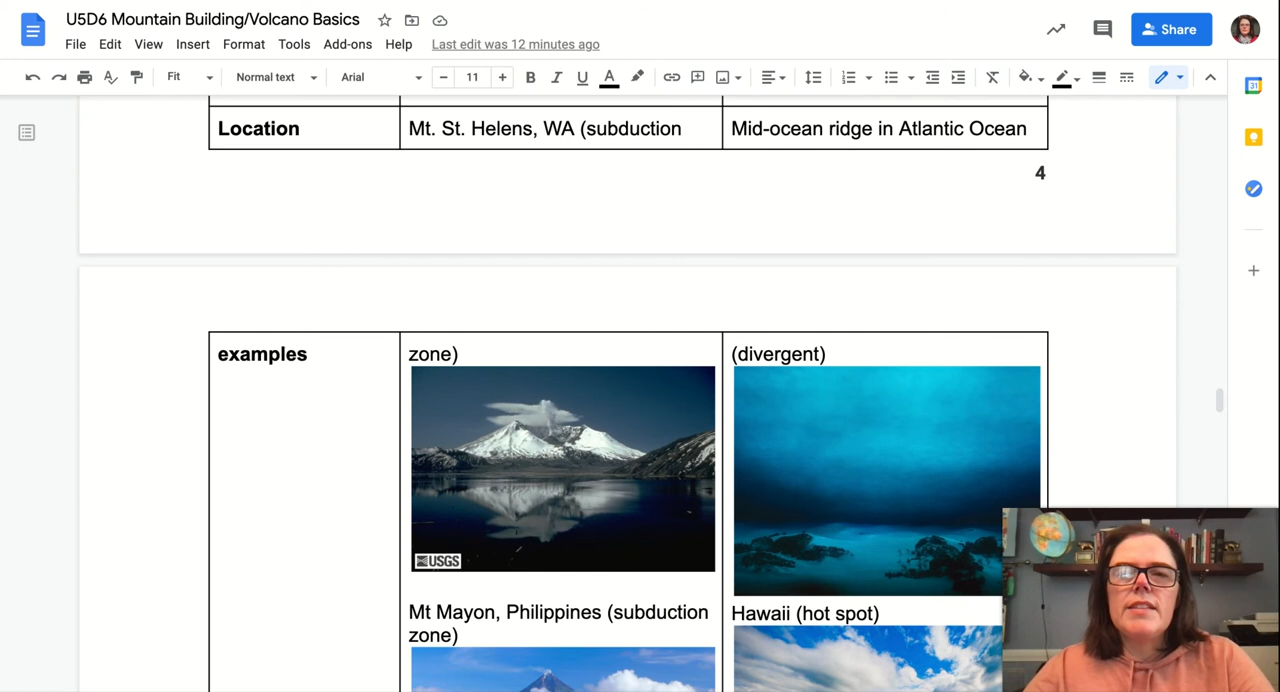 U5D6 Mountain Building/Volcano Basics
File Edit View Insert Format Tools Add-ons Help Last edit was 12 minutes ago
Share
Fit Normal text Arial 11
31
Location Mt. St. Helens, WA (subduction Mid-ocean ridge in Atlantic Ocean
4
examples zone) (divergent)
USGS
Mt Mayon, Philippines (subduction Hawaii (hot spot)
zone)